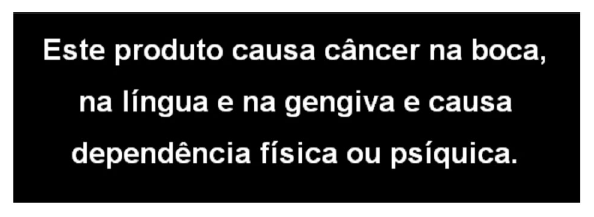 Este produto causa câncer na boca,
na língua e na gengiva e causa
dependência física ou psíquica.